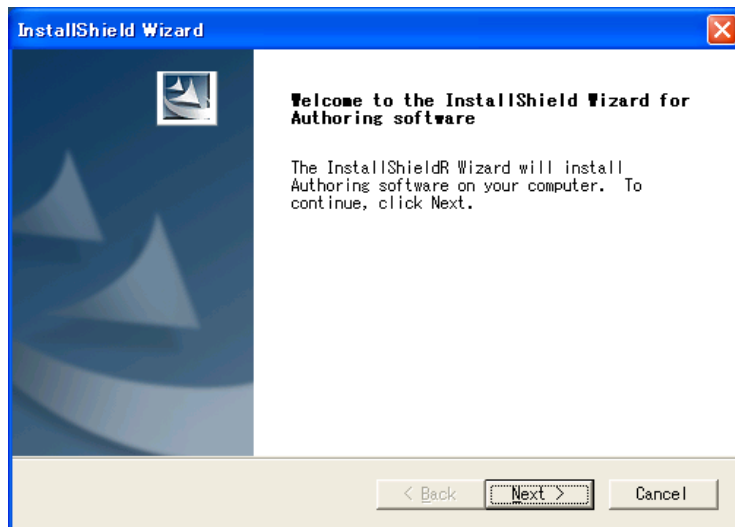 InstallShield Wizard
Welcome to the InstallShield Wizard for
Authoring software
The InstallShieldR Wizard will install
Authoring software on your computer.  To
continue, click Next.
< Back
Next >
Cancel